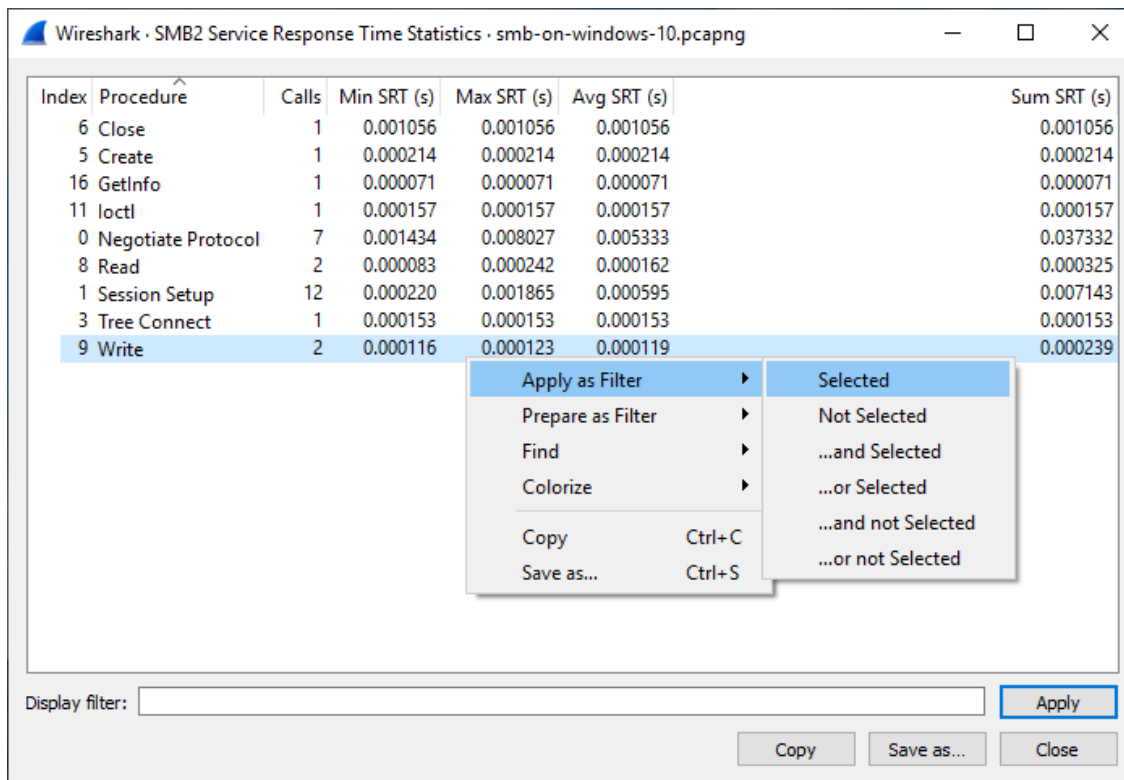 Wireshark · SMB2 Service Response Time Statistics · smb-on-windows-10.pcapng
Index Procedure Calls Min SRT (s) Max SRT (s) Avg SRT (s) Sum SRT (s)
6 Close 1 0.001056 0.001056 0.001056 0.001056
5 Create 1 0.000214 0.000214 0.000214 0.000214
16 GetInfo 1 0.000071 0.000071 0.000071 0.000071
11 Ioctl 1 0.000157 0.000157 0.000157 0.000157
0 Negotiate Protocol 7 0.001434 0.008027 0.005333 0.037332
8 Read 2 0.000083 0.000242 0.000162 0.000325
1 Session Setup 12 0.000220 0.001865 0.000595 0.007143
3 Tree Connect 1 0.000153 0.000153 0.000153 0.000153
9 Write 2 0.000116 0.000123 0.000119 0.000239
Apply as Filter Selected
Prepare as Filter Not Selected
Find ...and Selected
Colorize ...or Selected
Copy Ctrl+C ...and not Selected
Save as... Ctrl+S ...or not Selected
Display filter: Apply
Copy Save as... Close